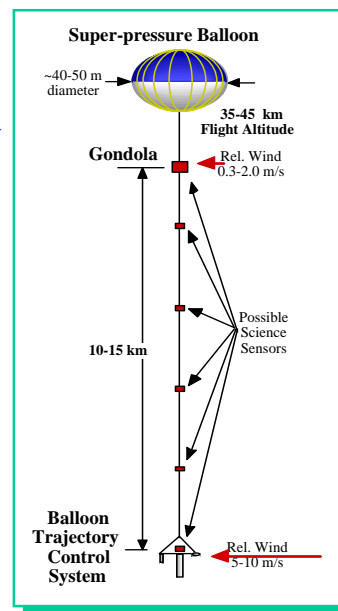 Super-pressure Balloon
~40-50 m
diameter
35-45 km
Flight Altitude
Gondola
Rel. Wind
0.3-2.0 m/s
Possible
Science
Sensors
10-15 km
Balloon
Trajectory
Control
System
Rel. Wind
5-10 m/s